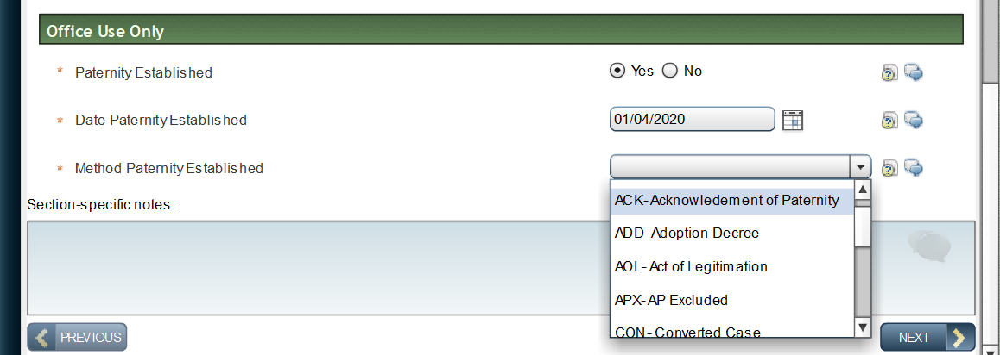 Office Use Only
* Paternity Established Yes No
* Date Paternity Established 01/04/2020
* Method Paternity Established
Section-specific notes:
ACK-Acknowledement of Paternity
ADD-Adoption Decree
AOL-Act of Legitimation
APX-AP Excluded
CON- Converted Case
PREVIOUS
NEXT